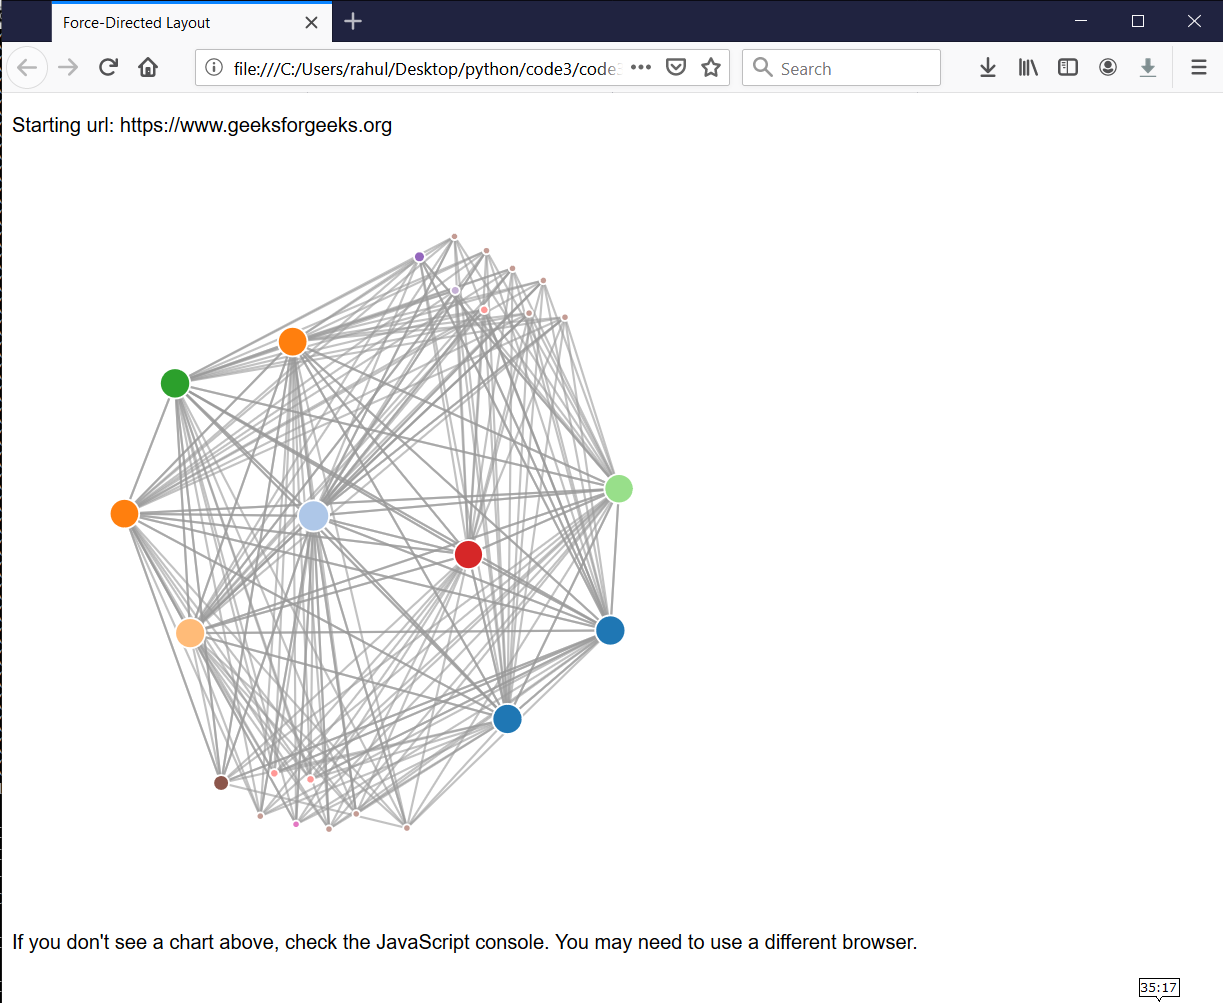 Force-Directed Layout
file:///C:/Users/rahul/Desktop/python/code3/code3
Search
Starting url: https://www.geeksforgeeks.org
If you don't see a chart above, check the JavaScript console. You may need to use a different browser.
35:17